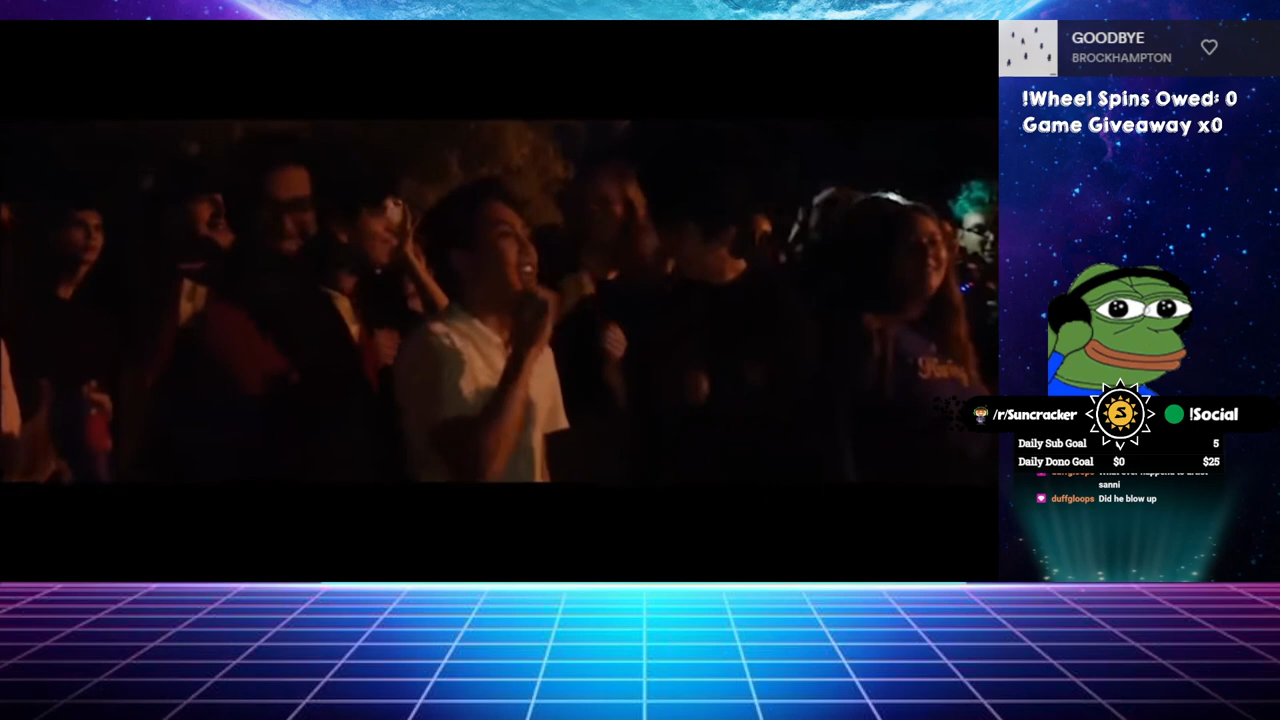 GOODBYE
BROCKHAMPTON
!Wheel Spins Owed: 0
Game Giveaway x0
/r/Suncracker
S
!Social
Daily Sub Goal 5
Daily Dono Goal $0 $25
sanni
duffgloops Did he blow up